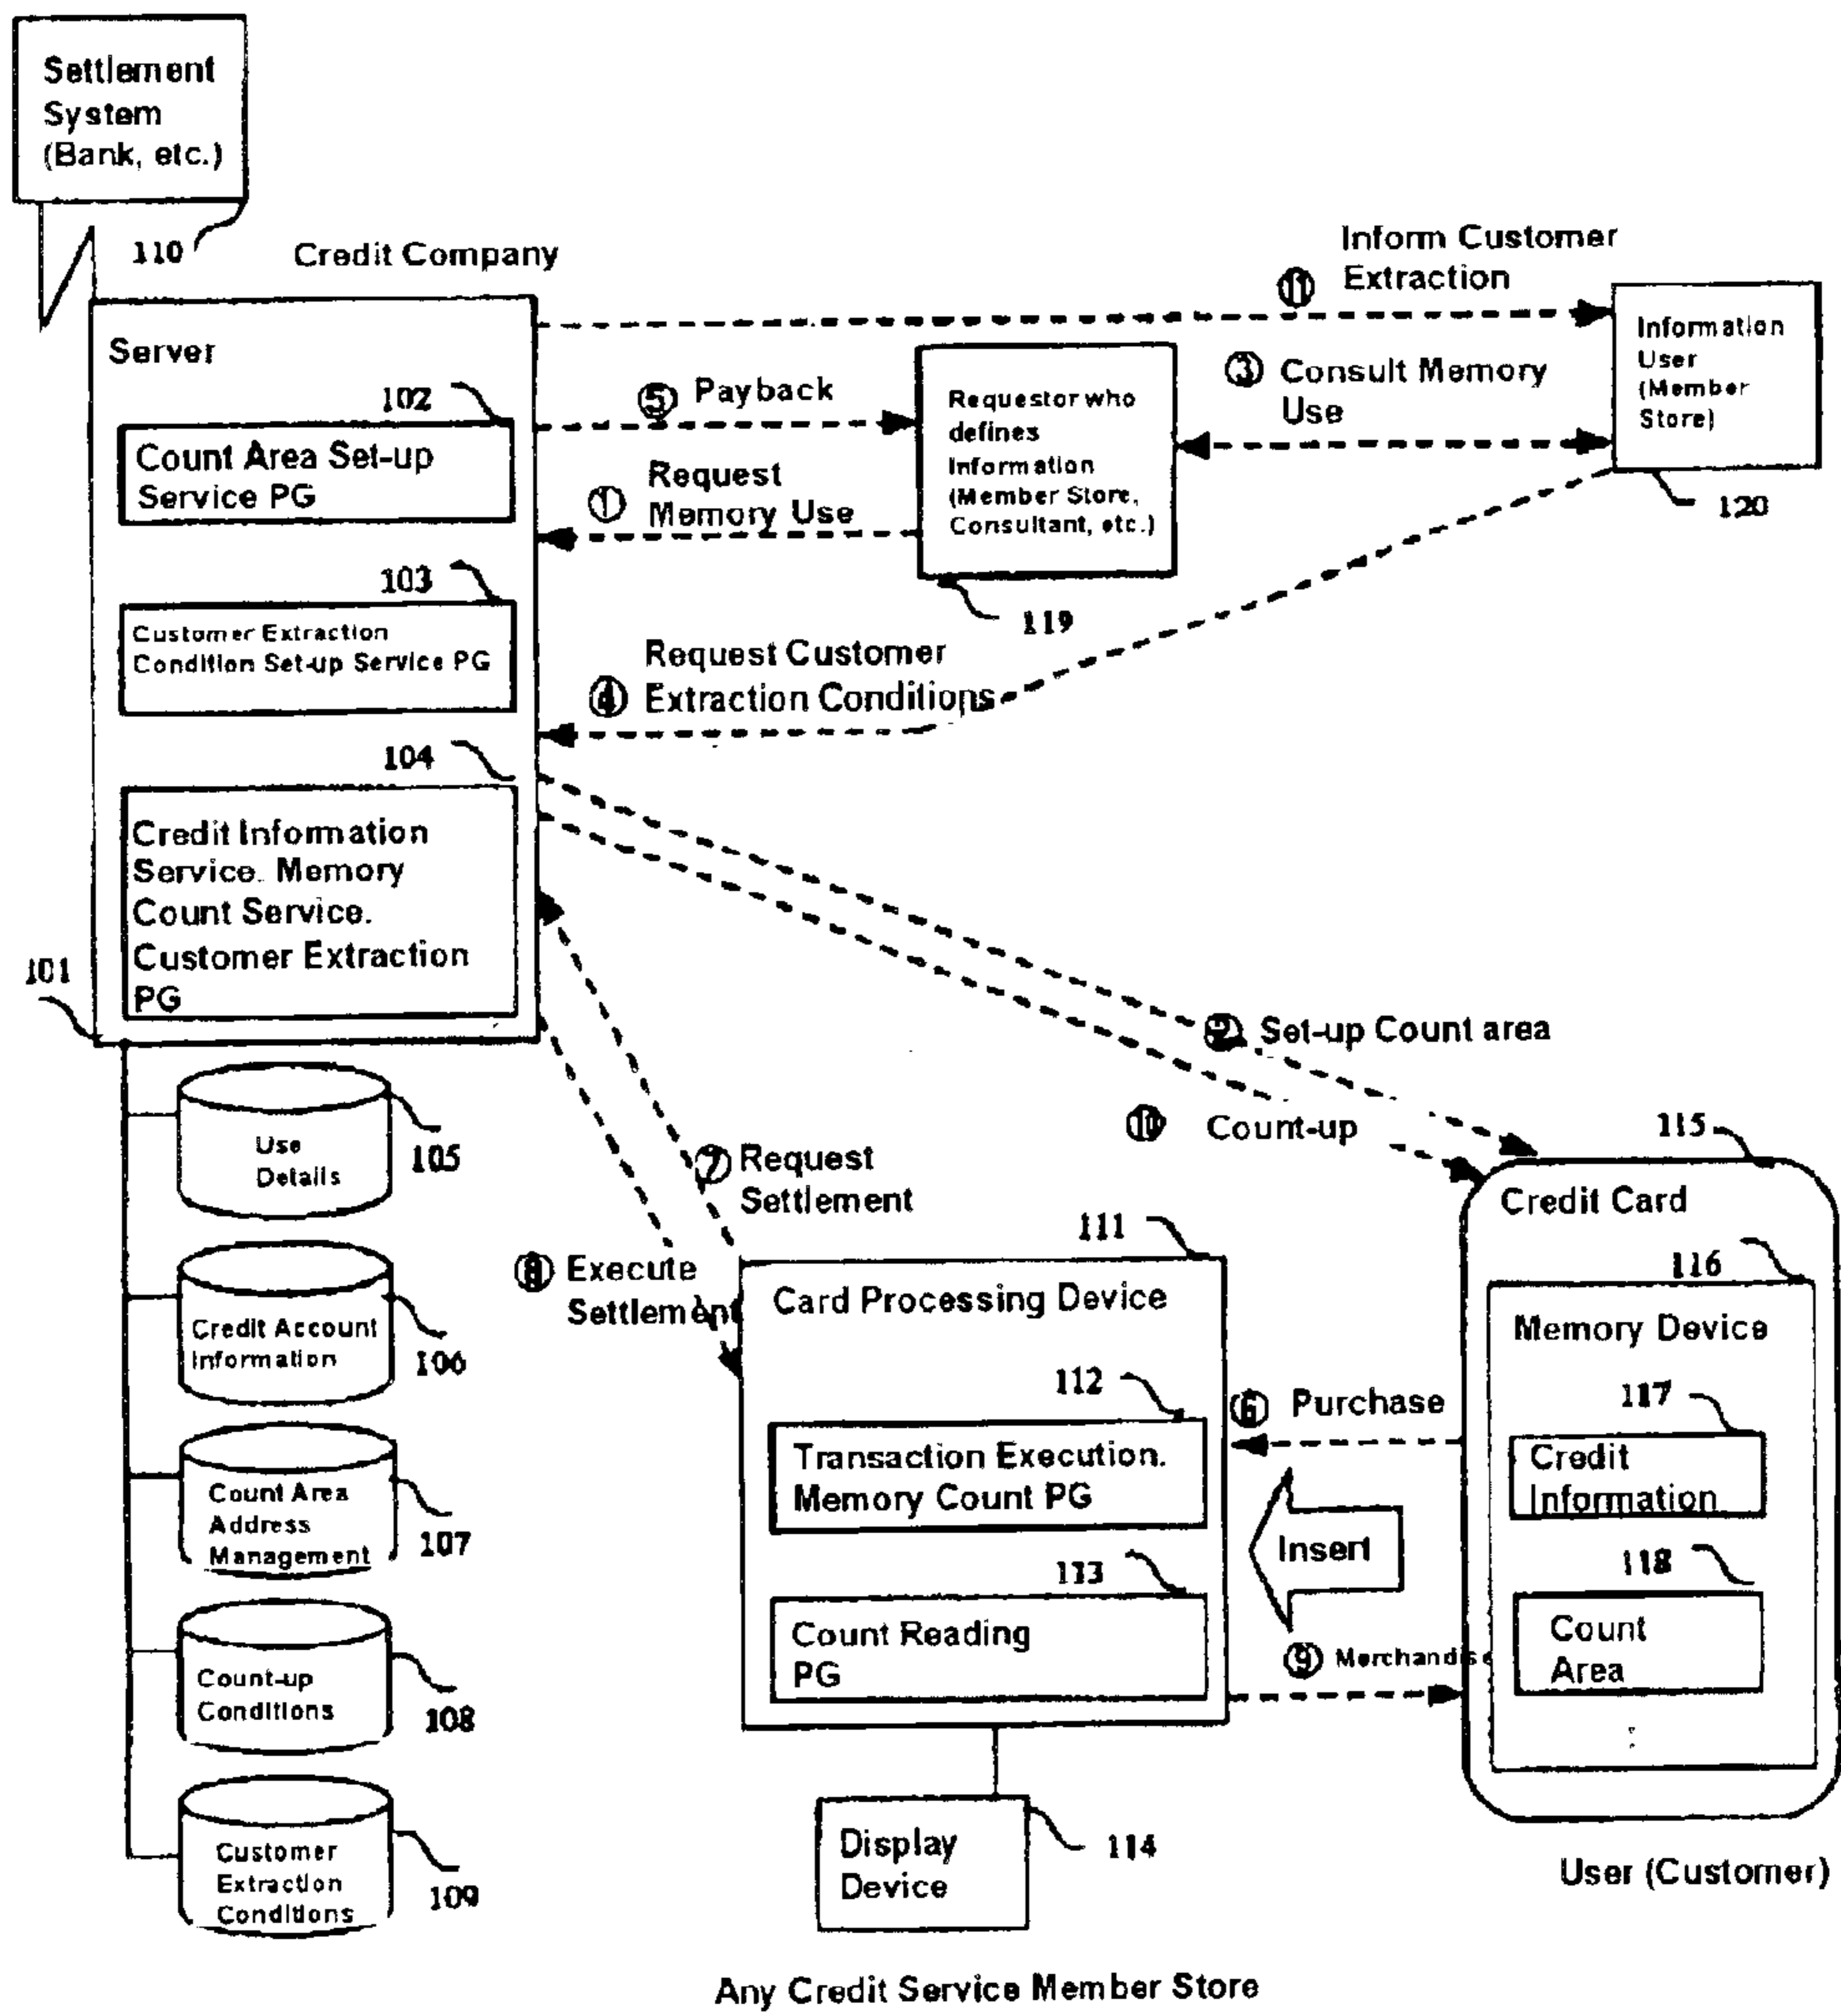 Settlement
System
(Bank, etc.)
110
Credit Company
Server
102
Count Area Set-up
Service PG
103
Customer Extraction
Condition Set-up Service PG
104
Credit Information
Service. Memory
Count Service.
Customer Extraction
PG
101
Use
Details
105
Credit Account
Information
106
Count Area
Address
Management
107
Count-up
Conditions
108
Customer
Extraction
Conditions
109
⑪ Inform Customer
Extraction
⑤ Payback
① Request
Memory Use
Requestor who
defines
Information
(Member Store,
Consultant, etc.)
119
③ Consult Memory
Use
Information
User
(Member
Store)
120
④ Request Customer
Extraction Conditions
② Set-up Count area
⑩ Count-up
⑦ Request
Settlement
⑧ Execute
Settlement
111
Card Processing Device
112
Transaction Execution.
Memory Count PG
113
Count Reading
PG
Display
Device
114
⑥ Purchase
Insert
⑨ Merchandise
115
Credit Card
116
Memory Device
117
Credit
Information
118
Count
Area
User (Customer)
Any Credit Service Member Store